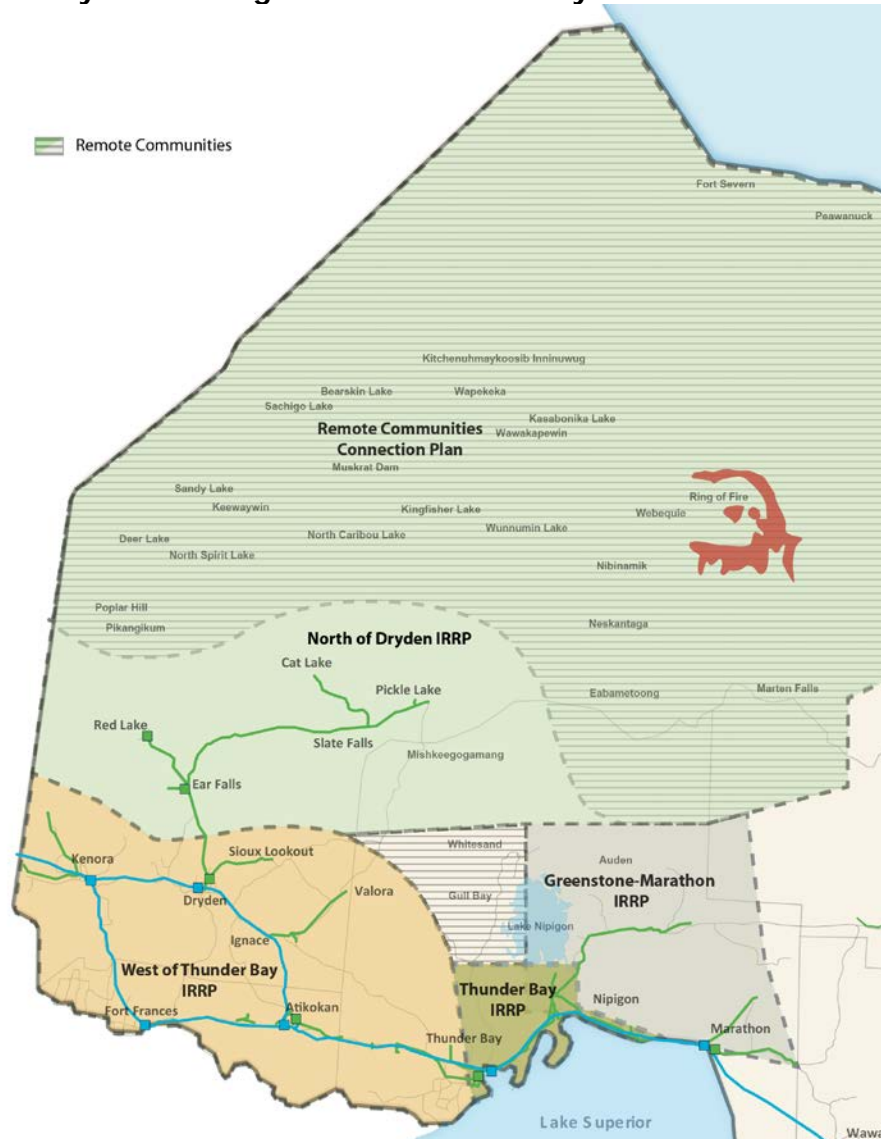 Remote Communities
Fort Severn
Peawanuck
Kitchenuhmaykoosib Inninuwug
Bearskin Lake
Wapekeka
Sachigo Lake
Kasabonika Lake
Remote Communities
Connection Plan
Wawakapewin
Muskrat Dam
Sandy Lake
Ring of Fire
Keewaywin
Kingfisher Lake
Webequie
Wunnumin Lake
Deer Lake
North Caribou Lake
North Spirit Lake
Nibinamik
Poplar Hill
Pikangikum
Neskantaga
North of Dryden IRRP
Cat Lake
Pickle Lake
Eabametoong
Marten Falls
Red Lake
Slate Falls
Mishkeegogamang
Ear Falls
Whitesand
Sioux Lookout
Kenora
Auden
Greenstone-Marathon
IRRP
Valora
Gull Bay
Dryden
Lake Nipigon
Ignace
West of Thunder Bay
IRRP
Thunder Bay
IRRP
Nipigon
Fort Frances
Atikokan
Thunder Bay
Marathon
Lake Superior
Wawa